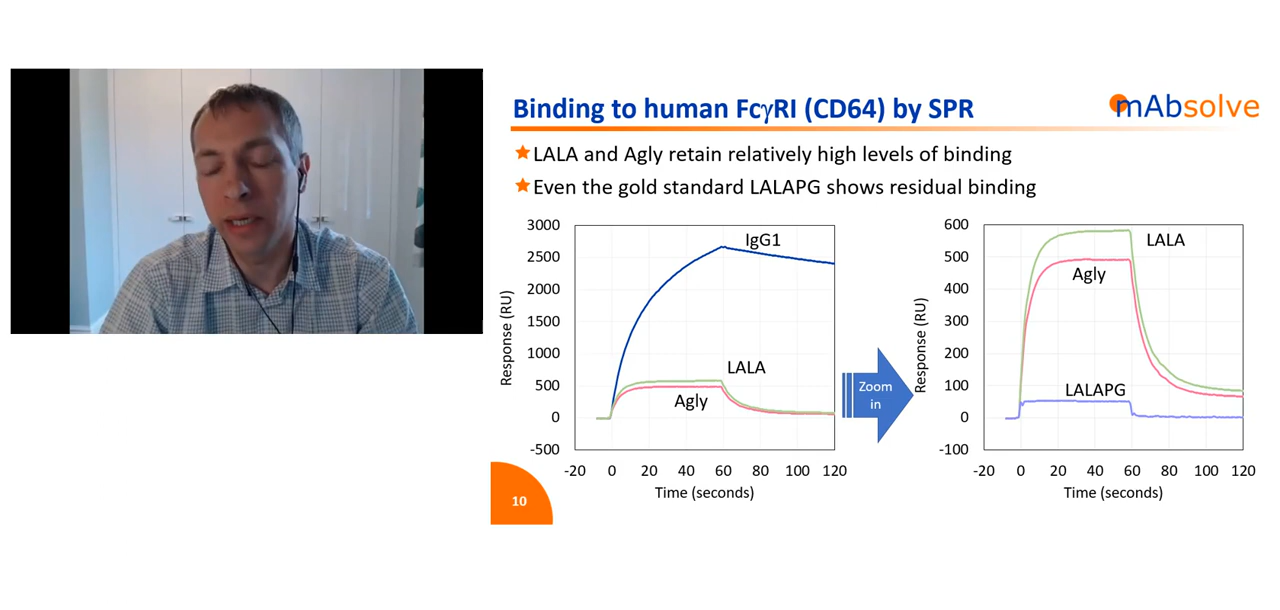 Binding to human FcγRI (CD64) by SPR
mAbsolve
LALA and Agly retain relatively high levels of binding
Even the gold standard LALAPG shows residual binding
3000
2500
2000
1500
1000
500
0
-500
Response (RU)
IgG1
LALA
Agly
-20 0 20 40 60 80 100 120
Time (seconds)
Zoom
in
600
500
400
300
200
100
0
-100
Response (RU)
LALA
Agly
LALAPG
-20 0 20 40 60 80 100 120
Time (seconds)
10